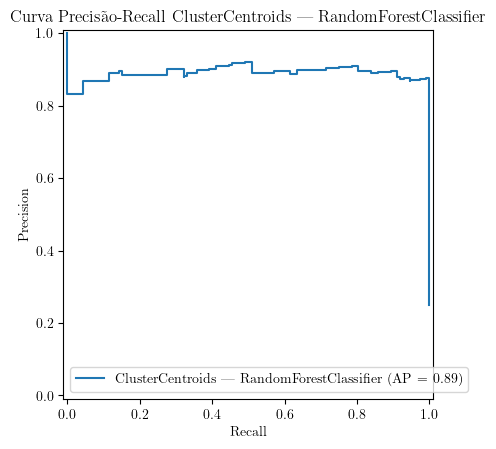 Curva Precisão-Recall ClusterCentroids — RandomForestClassifier
1.0
0.8
0.6
0.4
0.2
0.0
Precision
ClusterCentroids — RandomForestClassifier (AP = 0.89)
0.0 0.2 0.4 0.6 0.8 1.0
Recall